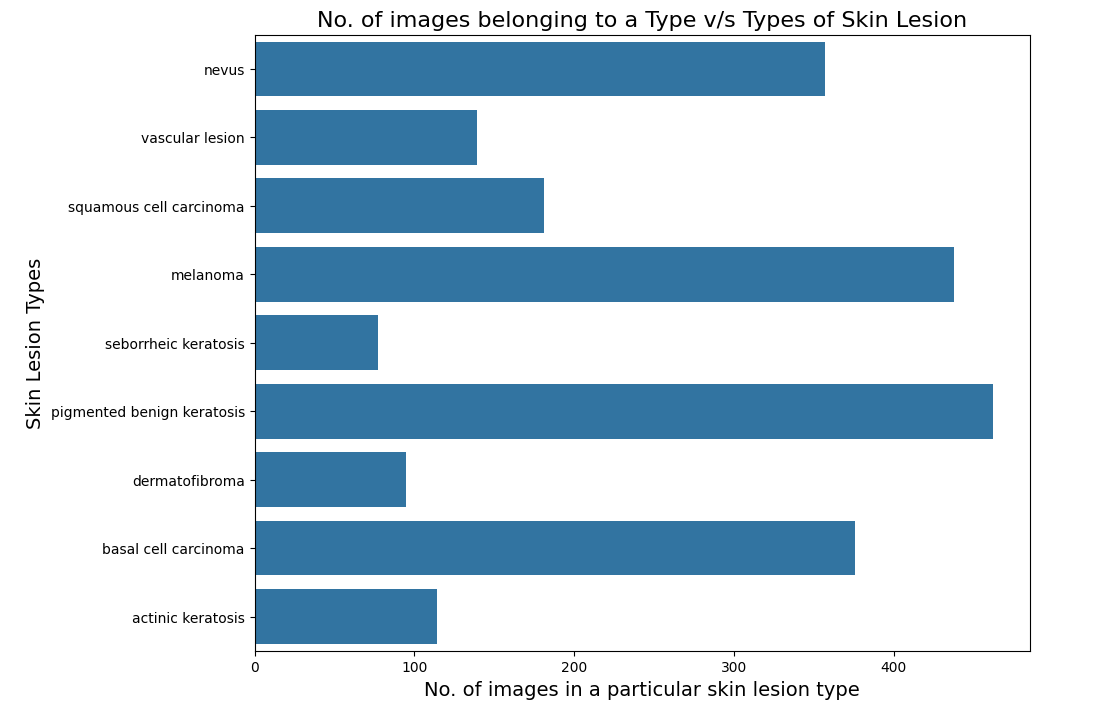 No. of images belonging to a Type v/s Types of Skin Lesion
Skin Lesion Types
nevus
vascular lesion
squamous cell carcinoma
melanoma
seborrheic keratosis
pigmented benign keratosis
dermatofibroma
basal cell carcinoma
actinic keratosis
0 100 200 300 400
No. of images in a particular skin lesion type